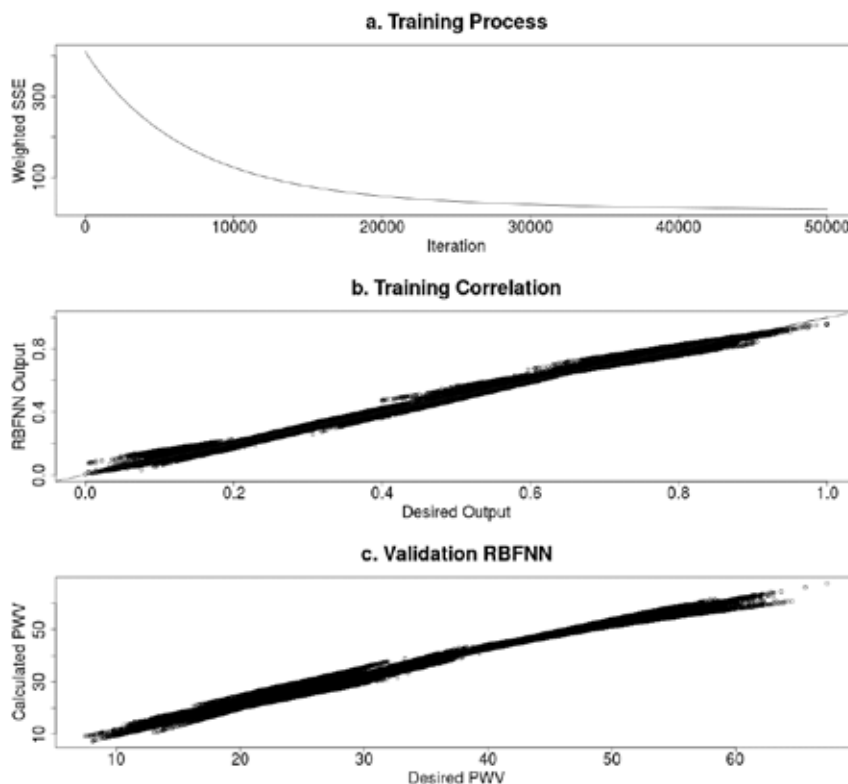 a. Training Process
Weighted SSE
300
100
0 10000 20000 30000 40000 50000
Iteration
b. Training Correlation
RBFNN Output
0.8
0.4
0.0
0.0 0.2 0.4 0.6 0.8 1.0
Desired Output
c. Validation RBFNN
Calculated PWV
50
30
10
10 20 30 40 50 60
Desired PWV